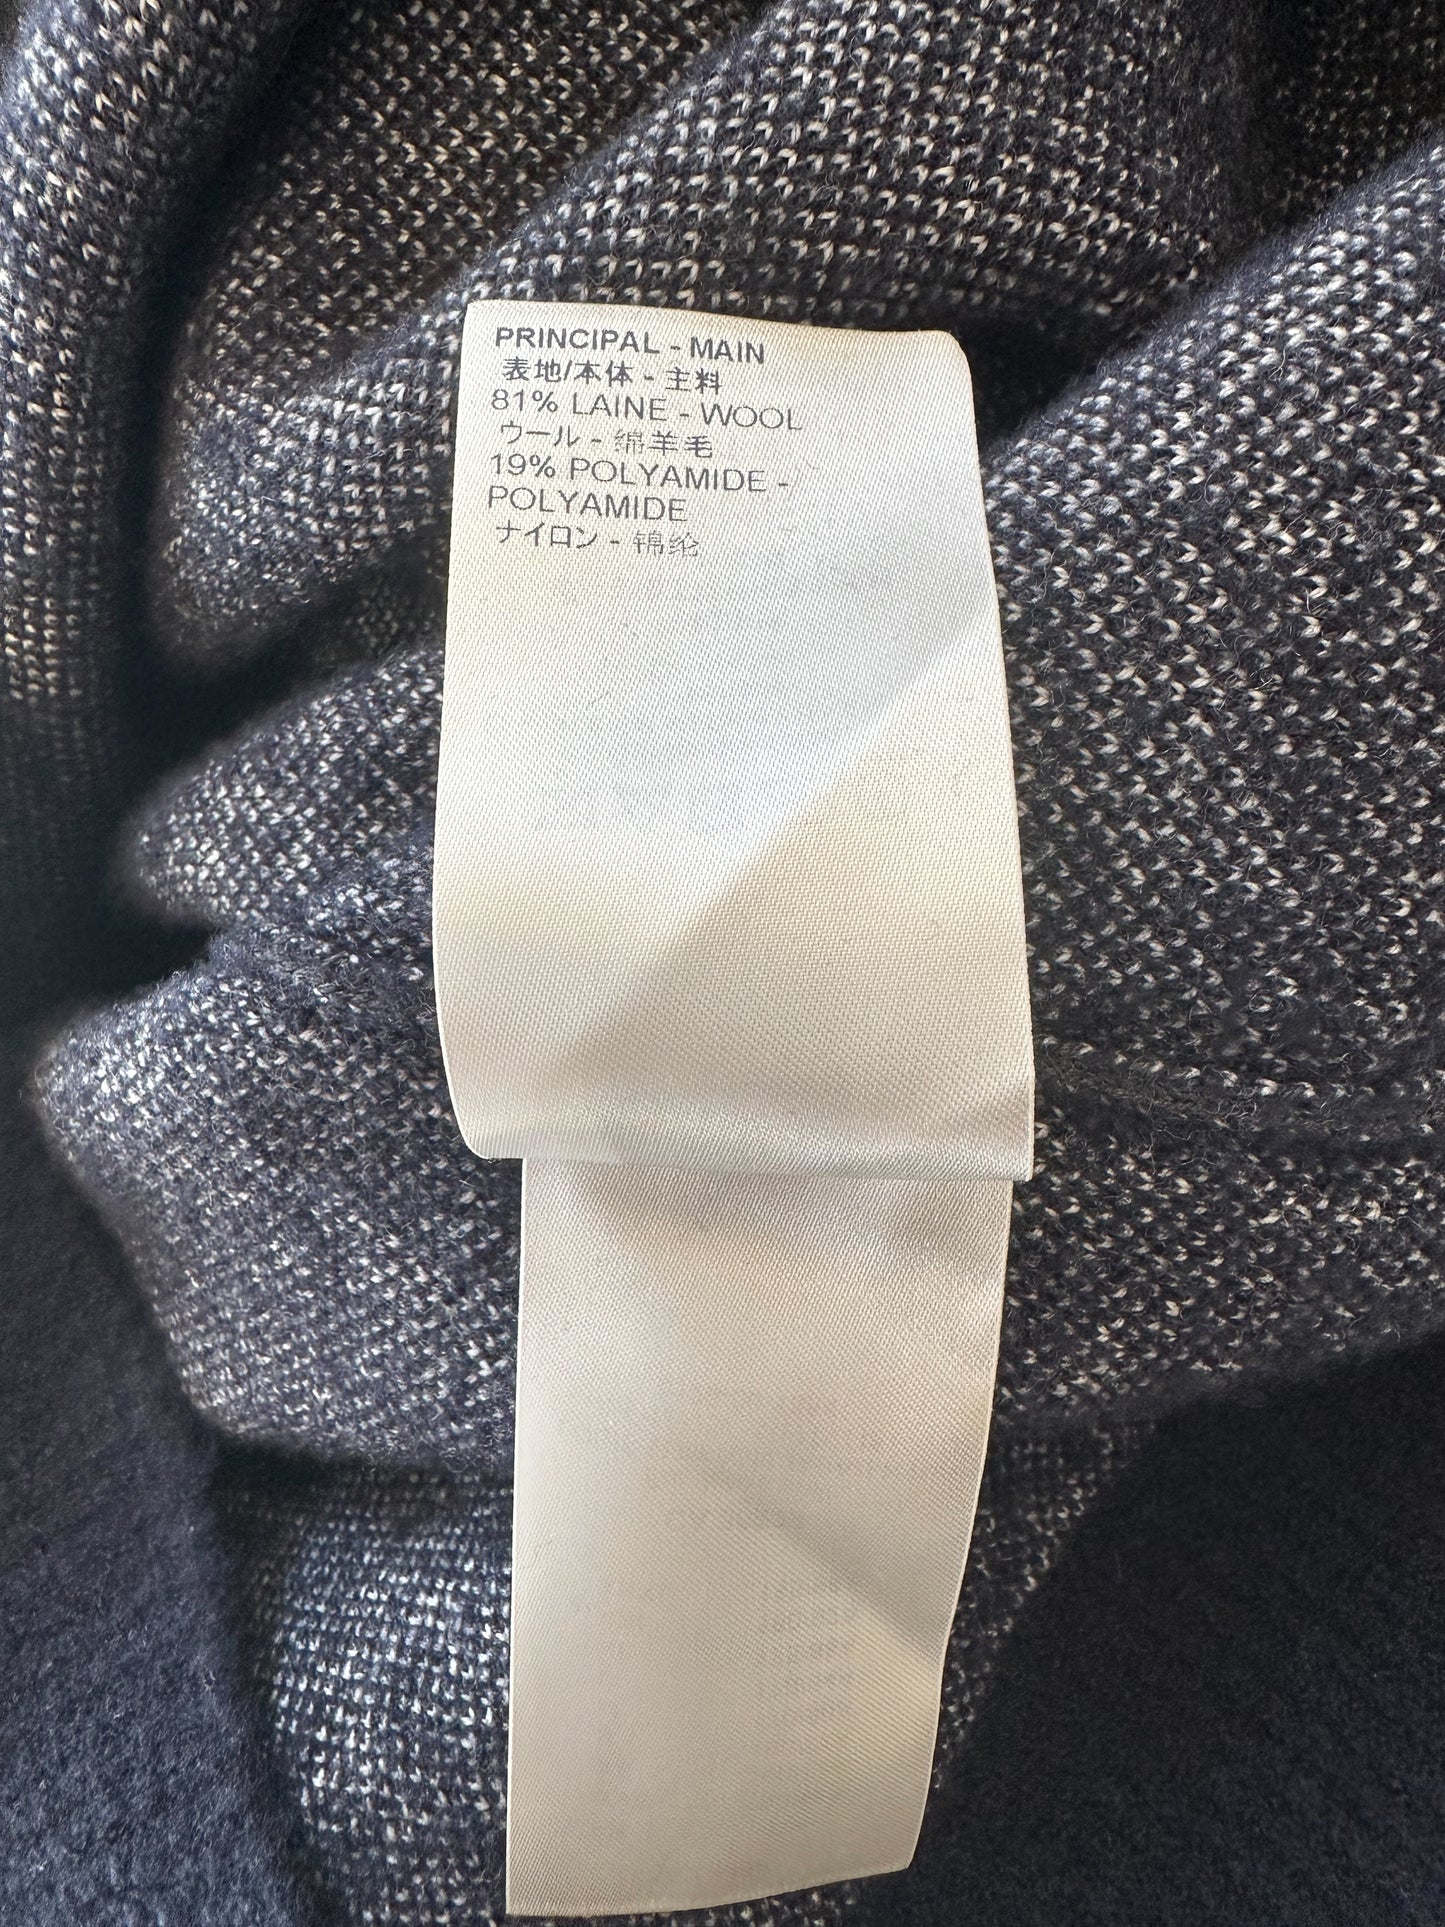 PRINCIPAL - MAIN
表地/本体 - 主料
81% LAINE - WOOL
ウール - 绵羊毛
19% POLYAMIDE -
POLYAMIDE
ナイロン - 锦纶